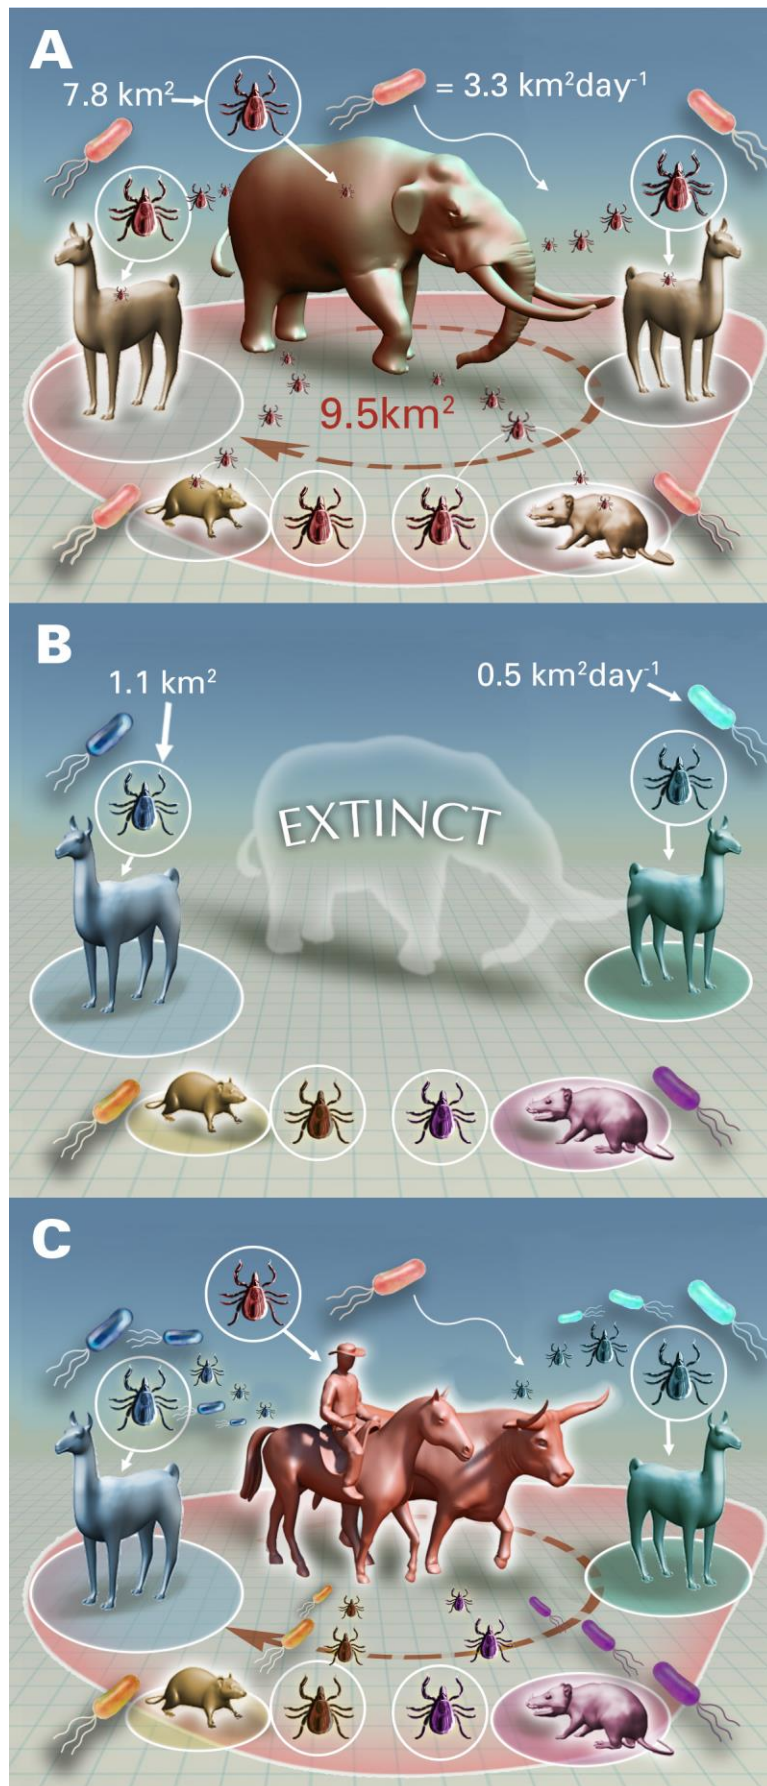 A
7.8 km²
= 3.3 km²day⁻¹
9.5km²
B
1.1 km²
0.5 km²day⁻¹
EXTINCT
C